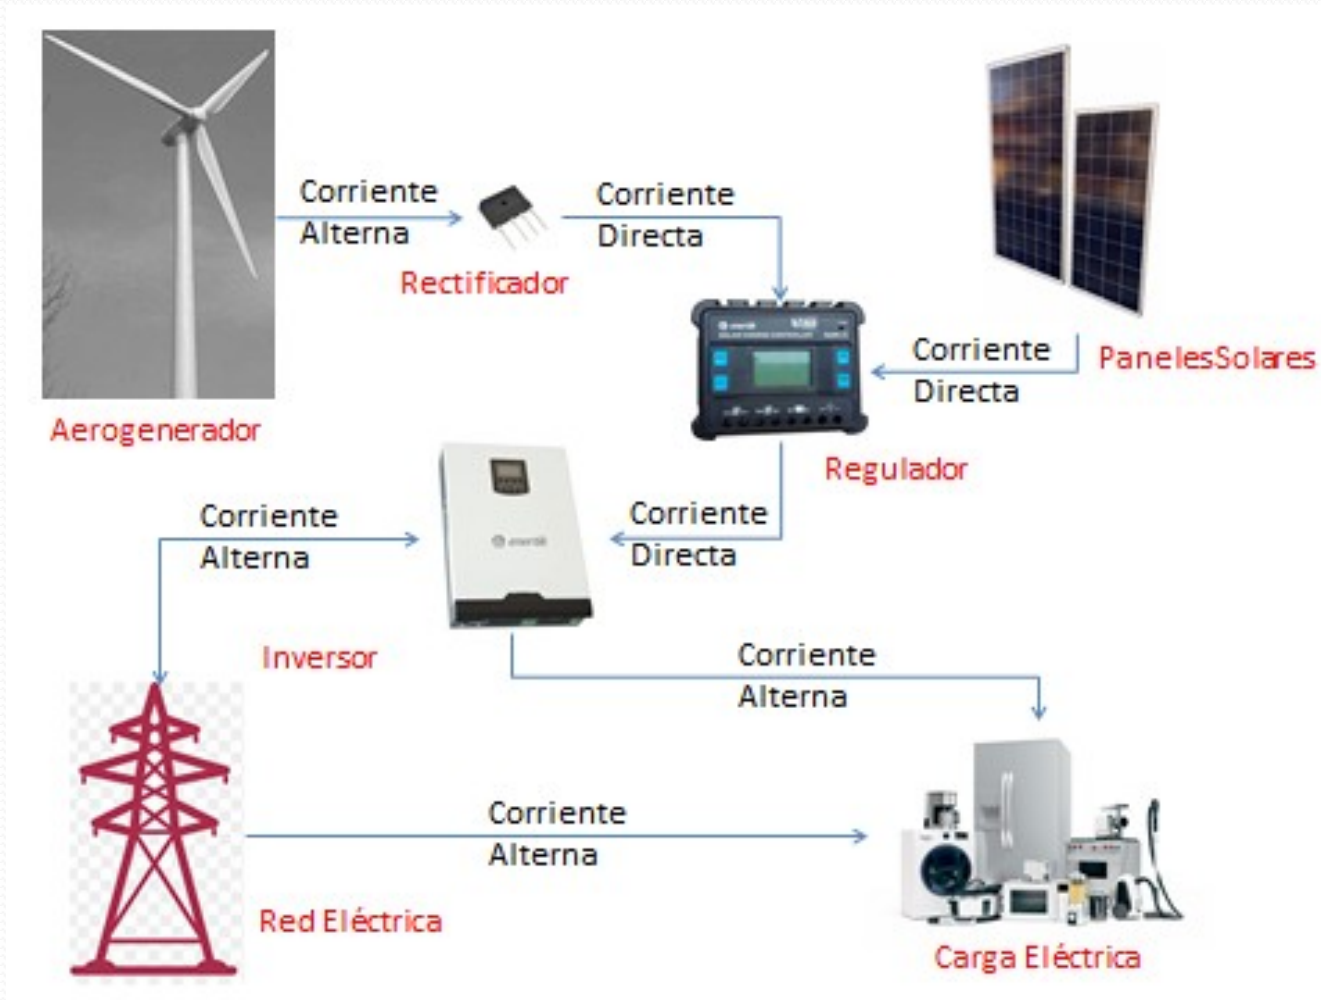 Corriente
Alterna
Rectificador
Corriente
Directa
Corriente
Directa
PanelesSolares
Aerogenerador
Regulador
Corriente
Alterna
enertik
Corriente
Directa
Inversor
Corriente
Alterna
Corriente
Alterna
Red Eléctrica
Carga Eléctrica